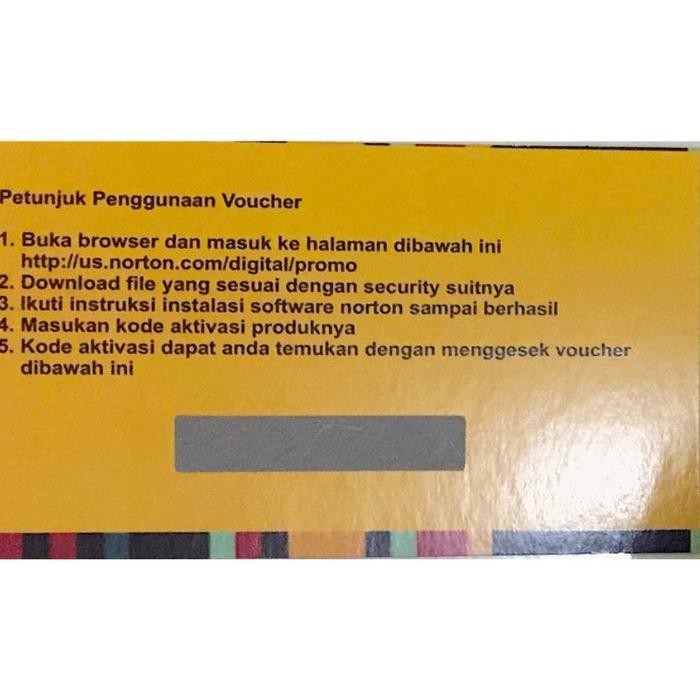 Petunjuk Penggunaan Voucher
1. Buka browser dan masuk ke halaman dibawah ini
http://us.norton.com/digital/promo
2. Download file yang sesuai dengan security suitnya
3. Ikuti instruksi instalasi software norton sampai berhasil
4. Masukan kode aktivasi produknya
5. Kode aktivasi dapat anda temukan dengan menggesek voucher
dibawah ini